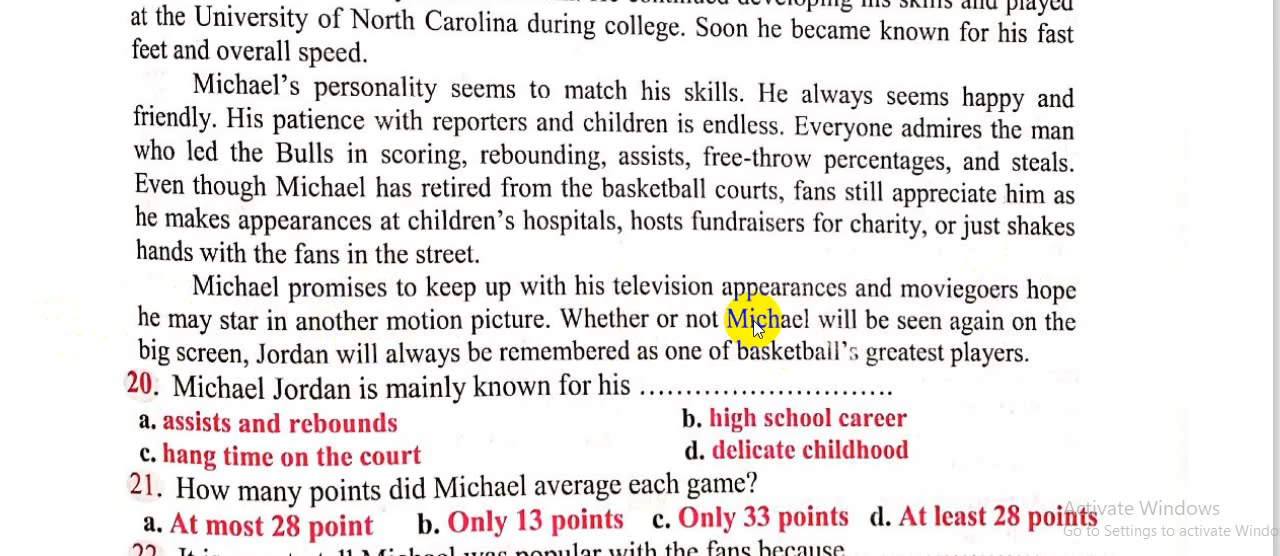 at the University of North Carolina during college. Soon he became known for his fast
feet and overall speed.
Michael's personality seems to match his skills. He always seems happy and
friendly. His patience with reporters and children is endless. Everyone admires the man
who led the Bulls in scoring, rebounding, assists, free-throw percentages, and steals.
Even though Michael has retired from the basketball courts, fans still appreciate him as
he makes appearances at children's hospitals, hosts fundraisers for charity, or just shakes
hands with the fans in the street.
Michael promises to keep up with his television appearances and moviegoers hope
he may star in another motion picture. Whether or not Michael will be seen again on the
big screen, Jordan will always be remembered as one of basketball's greatest players.
20. Michael Jordan is mainly known for his ...........................
a. assists and rebounds b. high school career
c. hang time on the court d. delicate childhood
21. How many points did Michael average each game?
a. At most 28 point b. Only 13 points c. Only 33 points d. At least 28 points
Activate Windows
Go to Settings to activate Windo